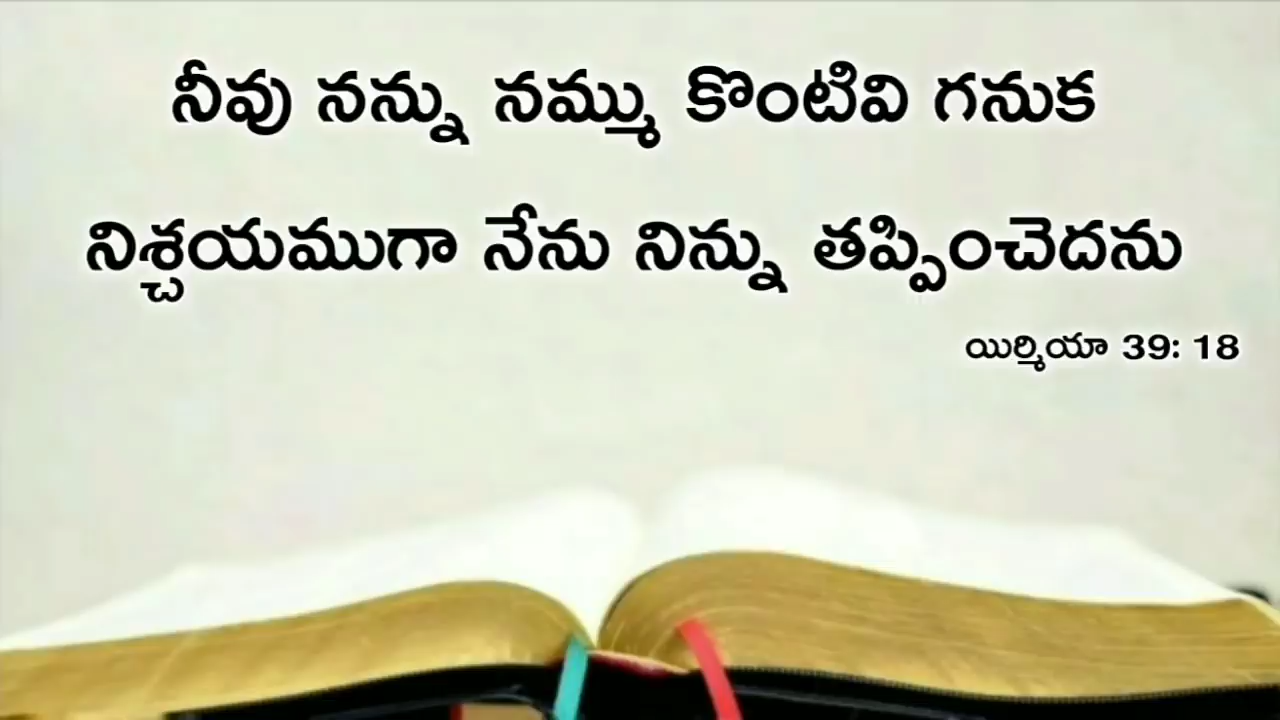 నీవు నన్ను నమ్ము కొంటివి గనుక
నిశ్చయముగా నేను నిన్ను తప్పించెదను
యిర్మియా 39: 18